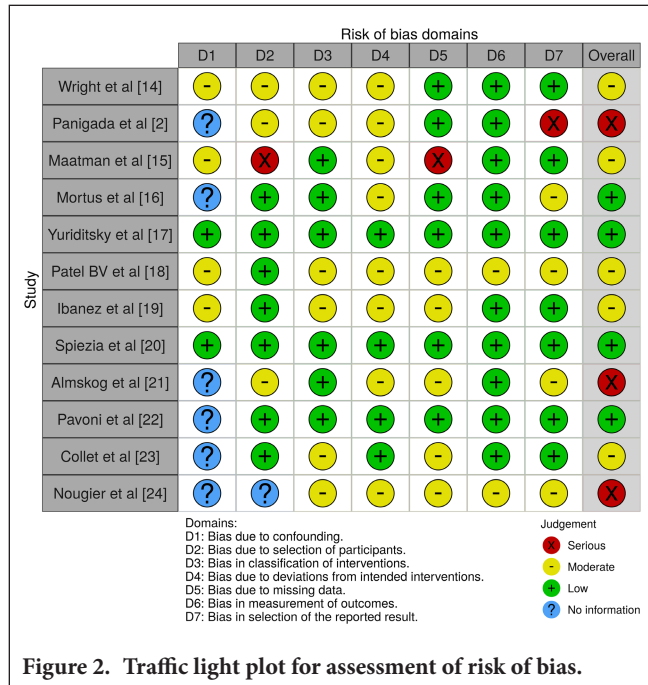 Risk of bias domains
D1 D2 D3 D4 D5 D6 D7 Overall
Study
Wright et al [14] - - - - + + + -
Panigada et al [2] ? - - - + + X X
Maatman et al [15] - X + - X + + -
Mortus et al [16] ? + + - + + - +
Yuriditsky et al [17] + + + + + + + +
Patel BV et al [18] - + - - - - - -
Ibanez et al [19] - + - - - + + -
Spiezia et al [20] + + + + + + + +
Almskog et al [21] ? - + - - + - X
Pavoni et al [22] ? + + + + + + +
Collet et al [23] ? + - + - + + -
Nougier et al [24] ? ? - - - - - X
Domains:
D1: Bias due to confounding.
D2: Bias due to selection of participants.
D3: Bias in classification of interventions.
D4: Bias due to deviations from intended interventions.
D5: Bias due to missing data.
D6: Bias in measurement of outcomes.
D7: Bias in selection of the reported result.
Judgement
X Serious
- Moderate
+ Low
? No information
Figure 2. Traffic light plot for assessment of risk of bias.